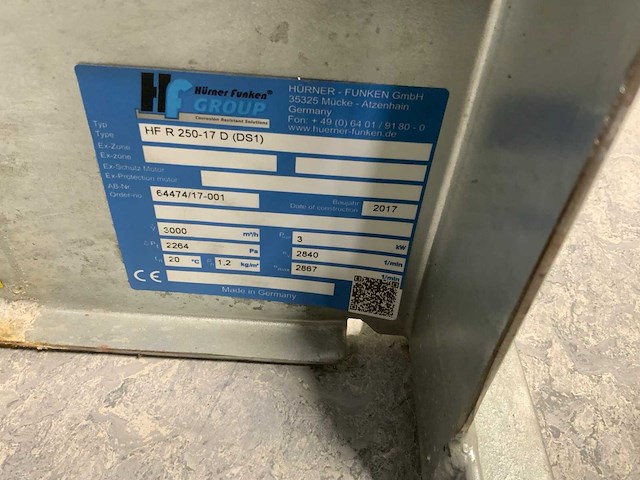 HF Hürner Funken®
GROUP
Corrosion Resistant Solutions
HÜRNER - FUNKEN GmbH
35325 Mücke - Atzenhain
Germany
Fon: + 49 (0) 64 01 / 91 80 - 0
www.huerner-funken.de
Typ
Type HF R 250-17 D (DS1)
Ex-Zone
Ex-zone
Ex-Schutz Motor
Ex-Protection motor
AB-Nr
Order-no. 64474/17-001
Baujahr
Date of construction 2017
V 3000 m³/h
P 3 kW
Δ P 2264 Pa
n 2840 1/min
t 20 °C 1,2 kg/m³
n max 2867 1/min
CE
Made in Germany